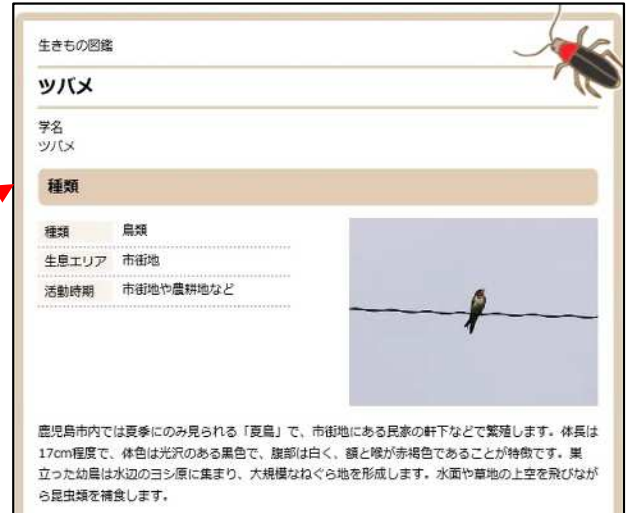 生きもの図鑑
ツバメ
学名
ツバメ
種類
種類 鳥類
生息エリア 市街地
活動時期 市街地や農耕地など
鹿児島市内では夏季にのみ見られる「夏鳥」で、市街地にある民家の軒下などで繁殖します。体長は
17cm程度で、体色は光沢のある黒色で、腹部は白く、額と喉が赤褐色であることが特徴です。巣
立った幼鳥は水辺のヨシ原に集まり、大規模なねぐら地を形成します。水面や草地の上空を飛びなが
ら昆虫類を捕食します。